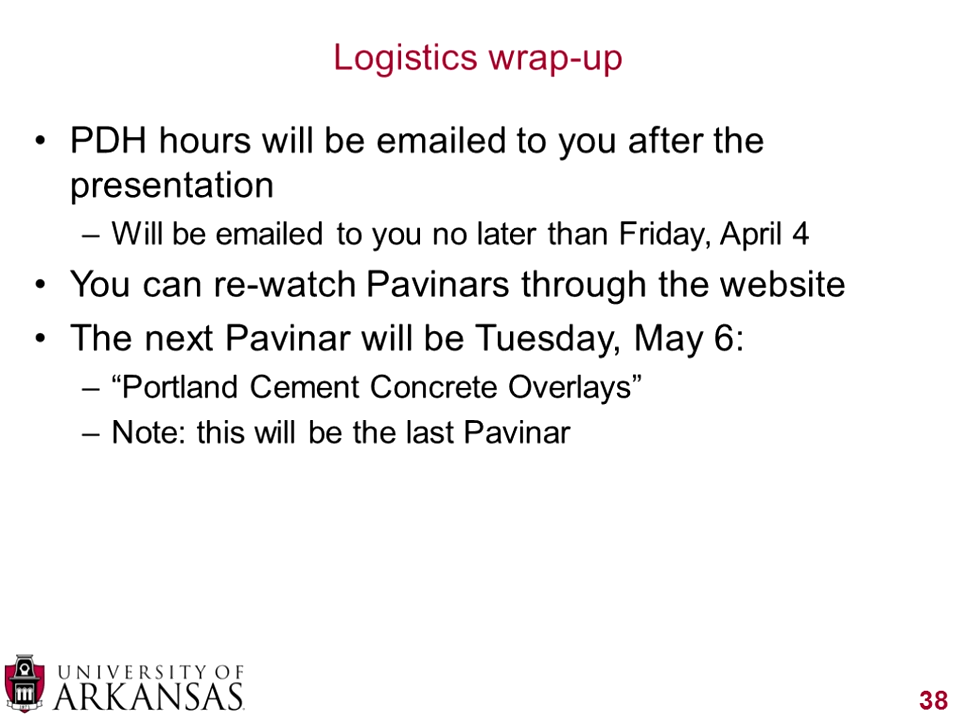 Logistics wrap-up
• PDH hours will be emailed to you after the
presentation
– Will be emailed to you no later than Friday, April 4
• You can re-watch Pavinars through the website
• The next Pavinar will be Tuesday, May 6:
– “Portland Cement Concrete Overlays”
– Note: this will be the last Pavinar
UNIVERSITY OF
ARKANSAS
38